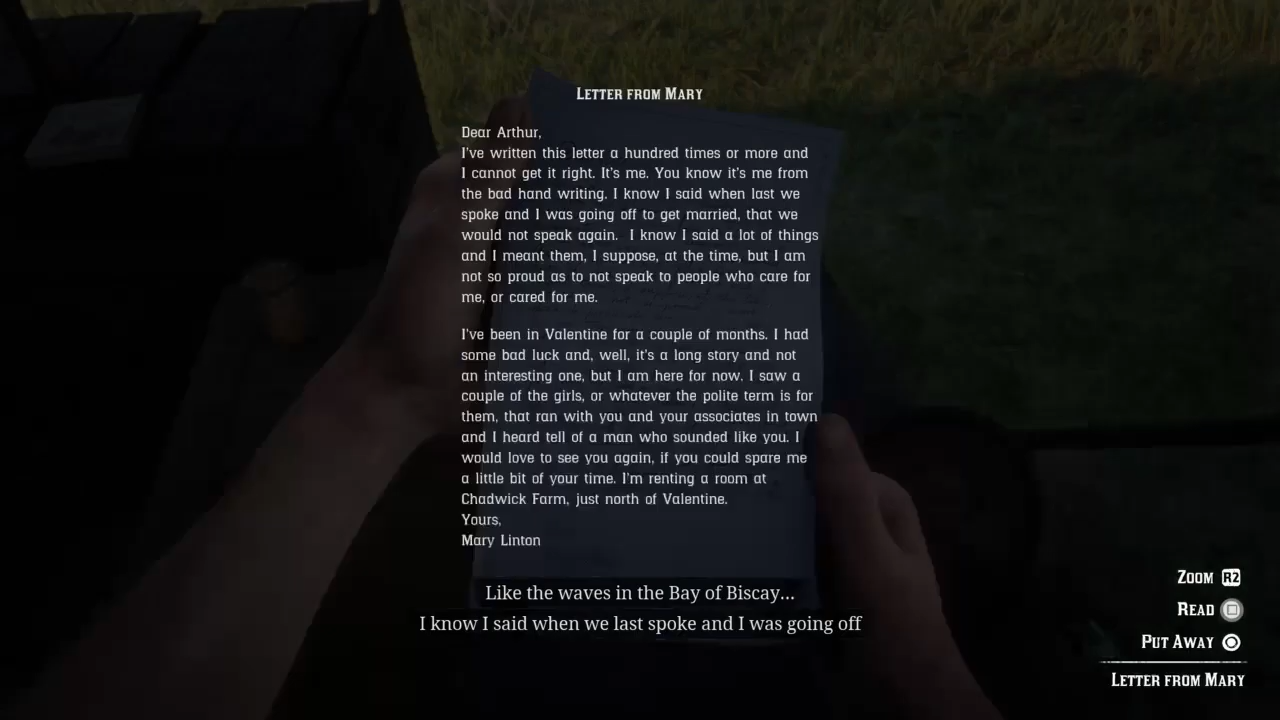 LETTER FROM MARY
Dear Arthur,
I've written this letter a hundred times or more and
I cannot get it right. It's me. You know it's me from
the bad hand writing. I know I said when last we
spoke and I was going off to get married, that we
would not speak again.  I know I said a lot of things
and I meant them, I suppose, at the time, but I am
not so proud as to not speak to people who care for
me, or cared for me.
I've been in Valentine for a couple of months. I had
some bad luck and, well, it's a long story and not
an interesting one, but I am here for now. I saw a
couple of the girls, or whatever the polite term is for
them, that ran with you and your associates in town
and I heard tell of a man who sounded like you. I
would love to see you again, if you could spare me
a little bit of your time. I'm renting a room at
Chadwick Farm, just north of Valentine.
Yours,
Mary Linton
Like the waves in the Bay of Biscay...
I know I said when we last spoke and I was going off
ZOOM R2
READ
PUT AWAY
LETTER FROM MARY